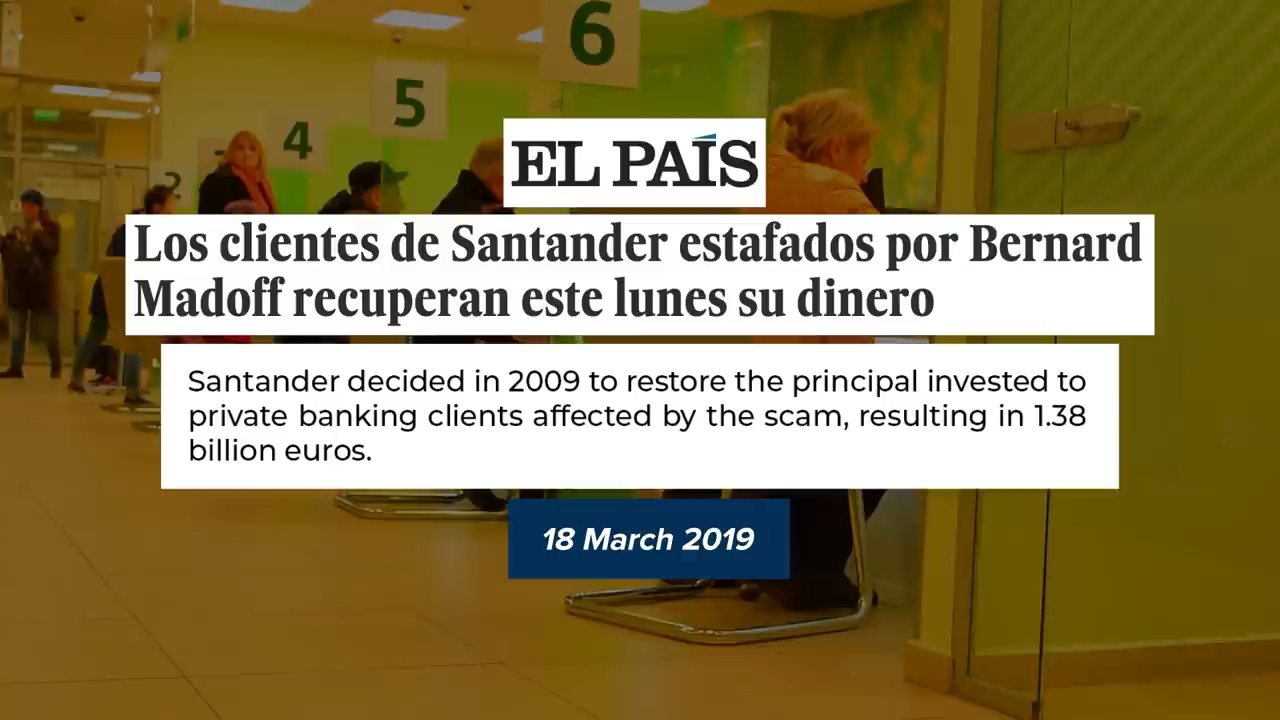 6
5
4
EL PAÍS
Los clientes de Santander estafados por Bernard
Madoff recuperan este lunes su dinero
Santander decided in 2009 to restore the principal invested to
private banking clients affected by the scam, resulting in 1.38
billion euros.
18 March 2019